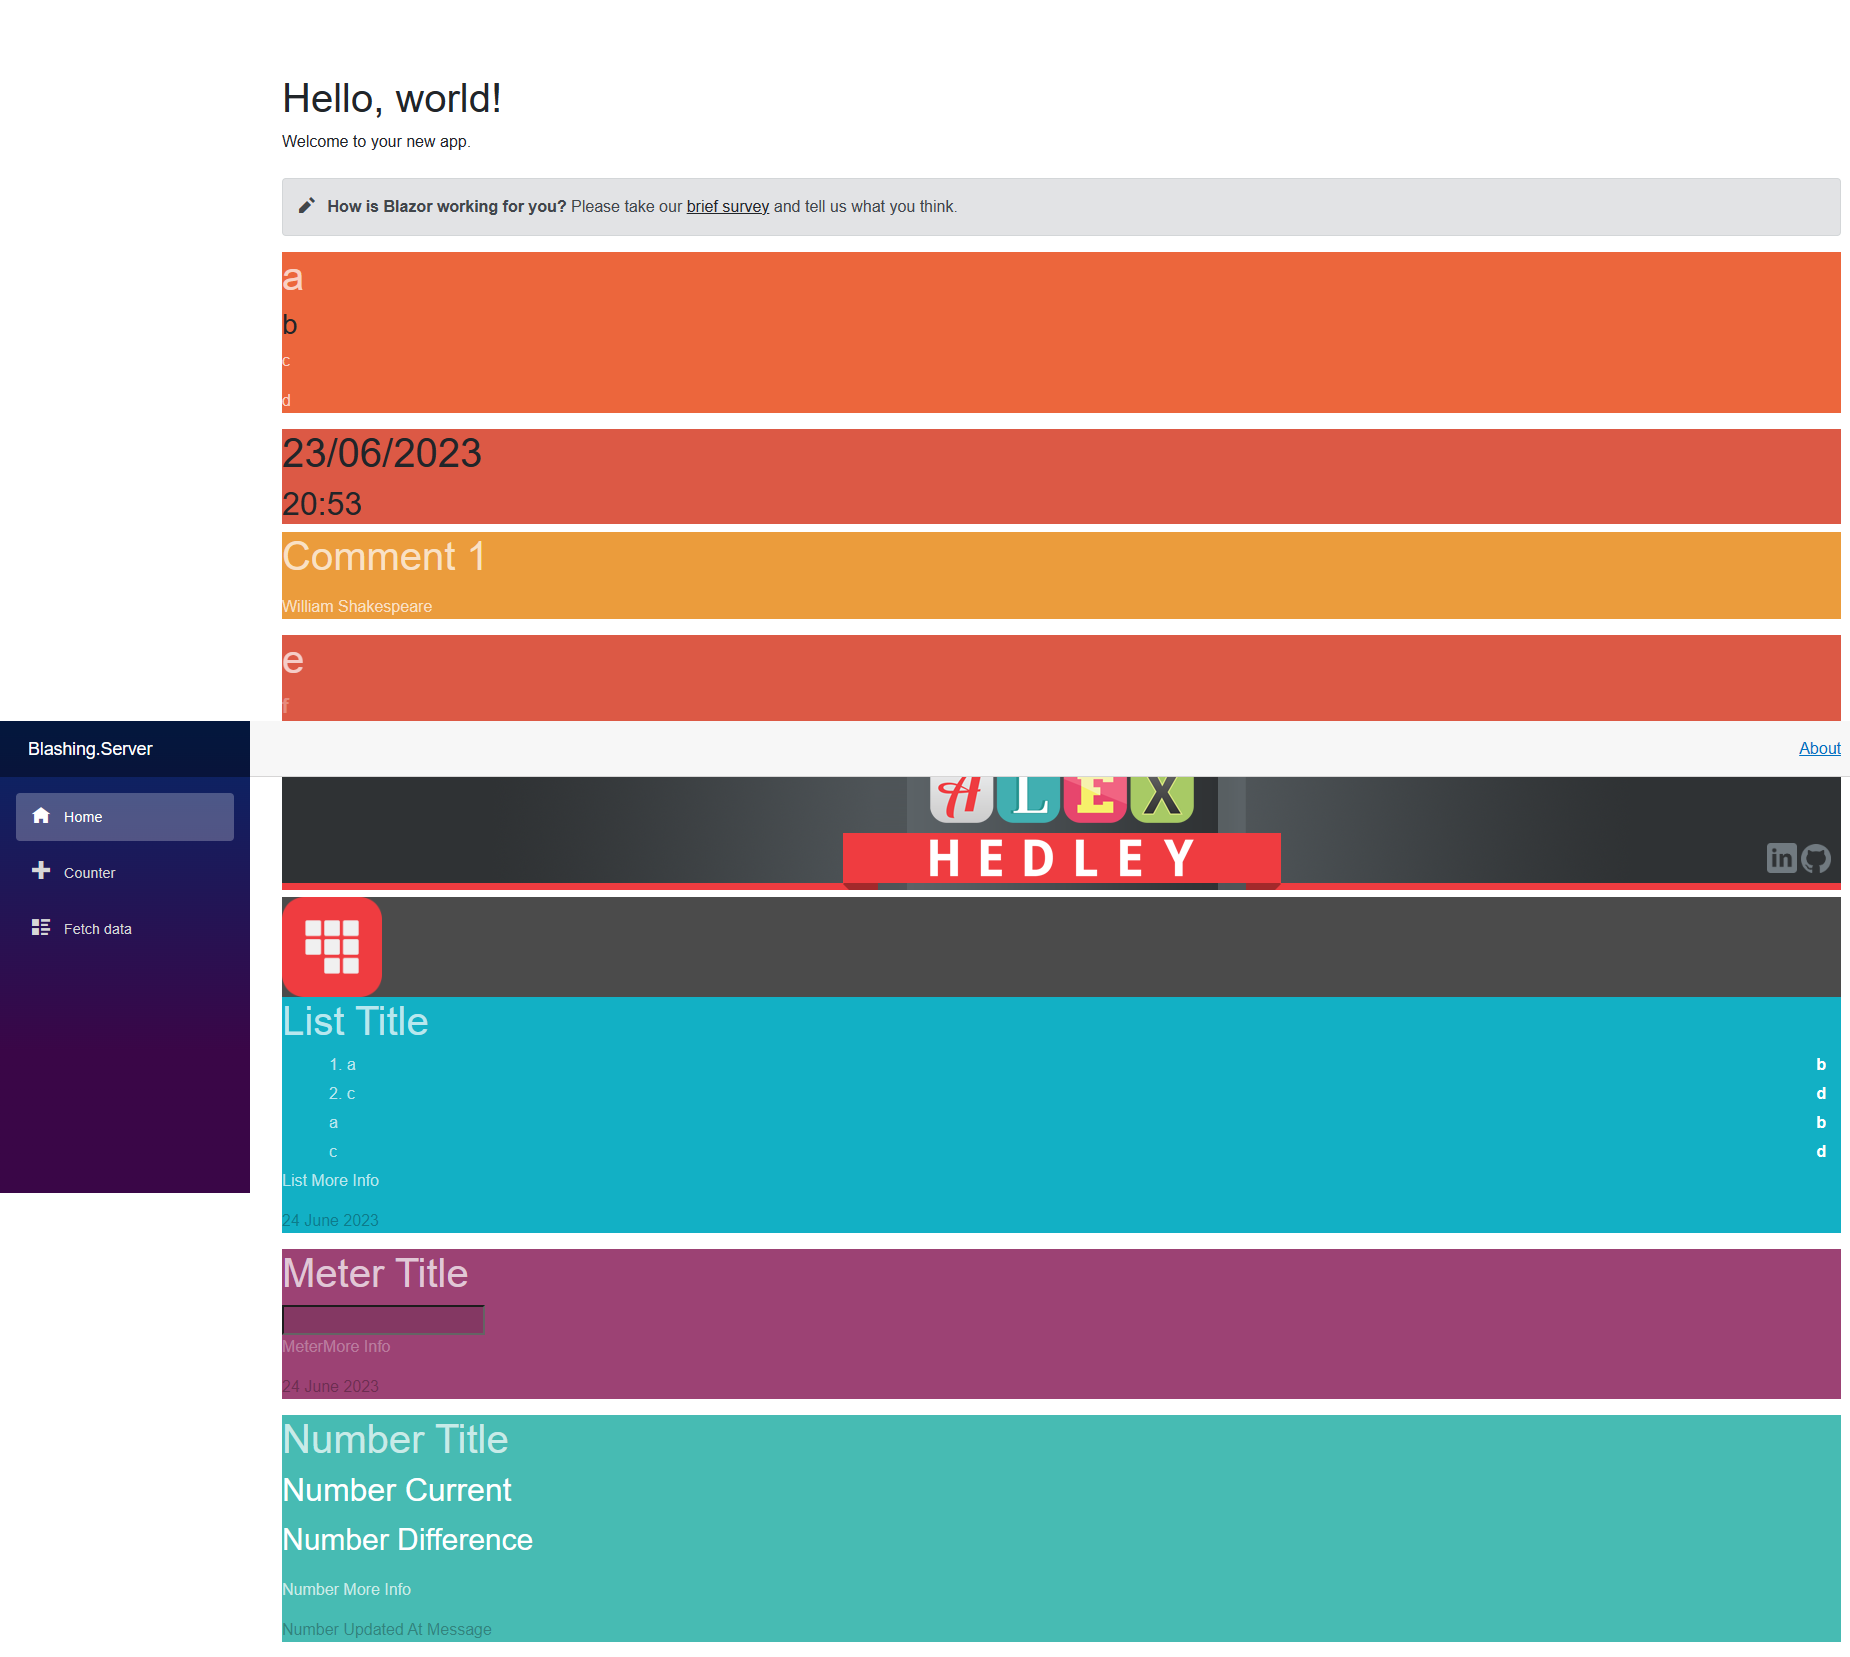 Hello, world!
Welcome to your new app.
How is Blazor working for you? Please take our brief survey and tell us what you think.
a
b
c
d
23/06/2023
20:53
Comment 1
William Shakespeare
e
f
Blashing.Server
About
Home
Counter
Fetch data
ALEX
HEDLEY
in
List Title
1. a b
2. c d
a b
c d
List More Info
24 June 2023
Meter Title
MeterMore Info
24 June 2023
Number Title
Number Current
Number Difference
Number More Info
Number Updated At Message